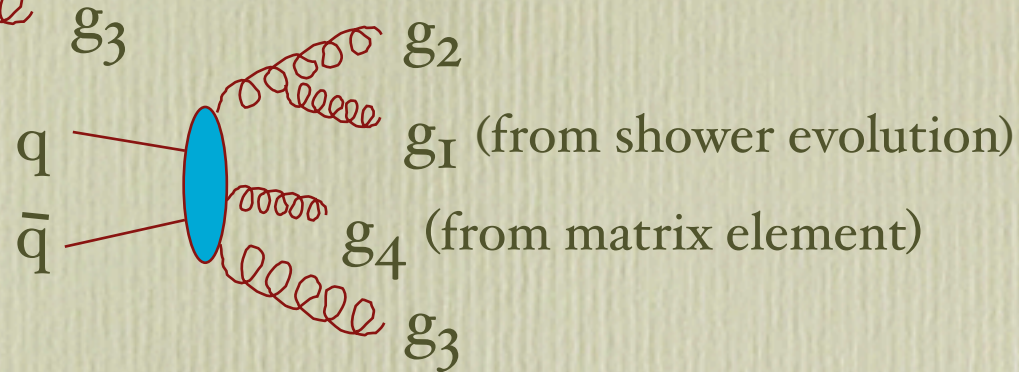 g3
g2
q
g1 (from shower evolution)
q̄
g4 (from matrix element)
g3